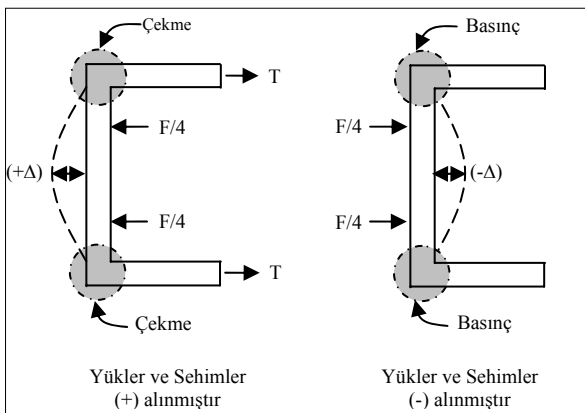 Çekme
T
F/4
(+Δ)
F/4
T
Çekme
Yükler ve Sehimler
(+) alınmıştır
Basınç
F/4
(-Δ)
F/4
Basınç
Yükler ve Sehimler
(-) alınmıştır